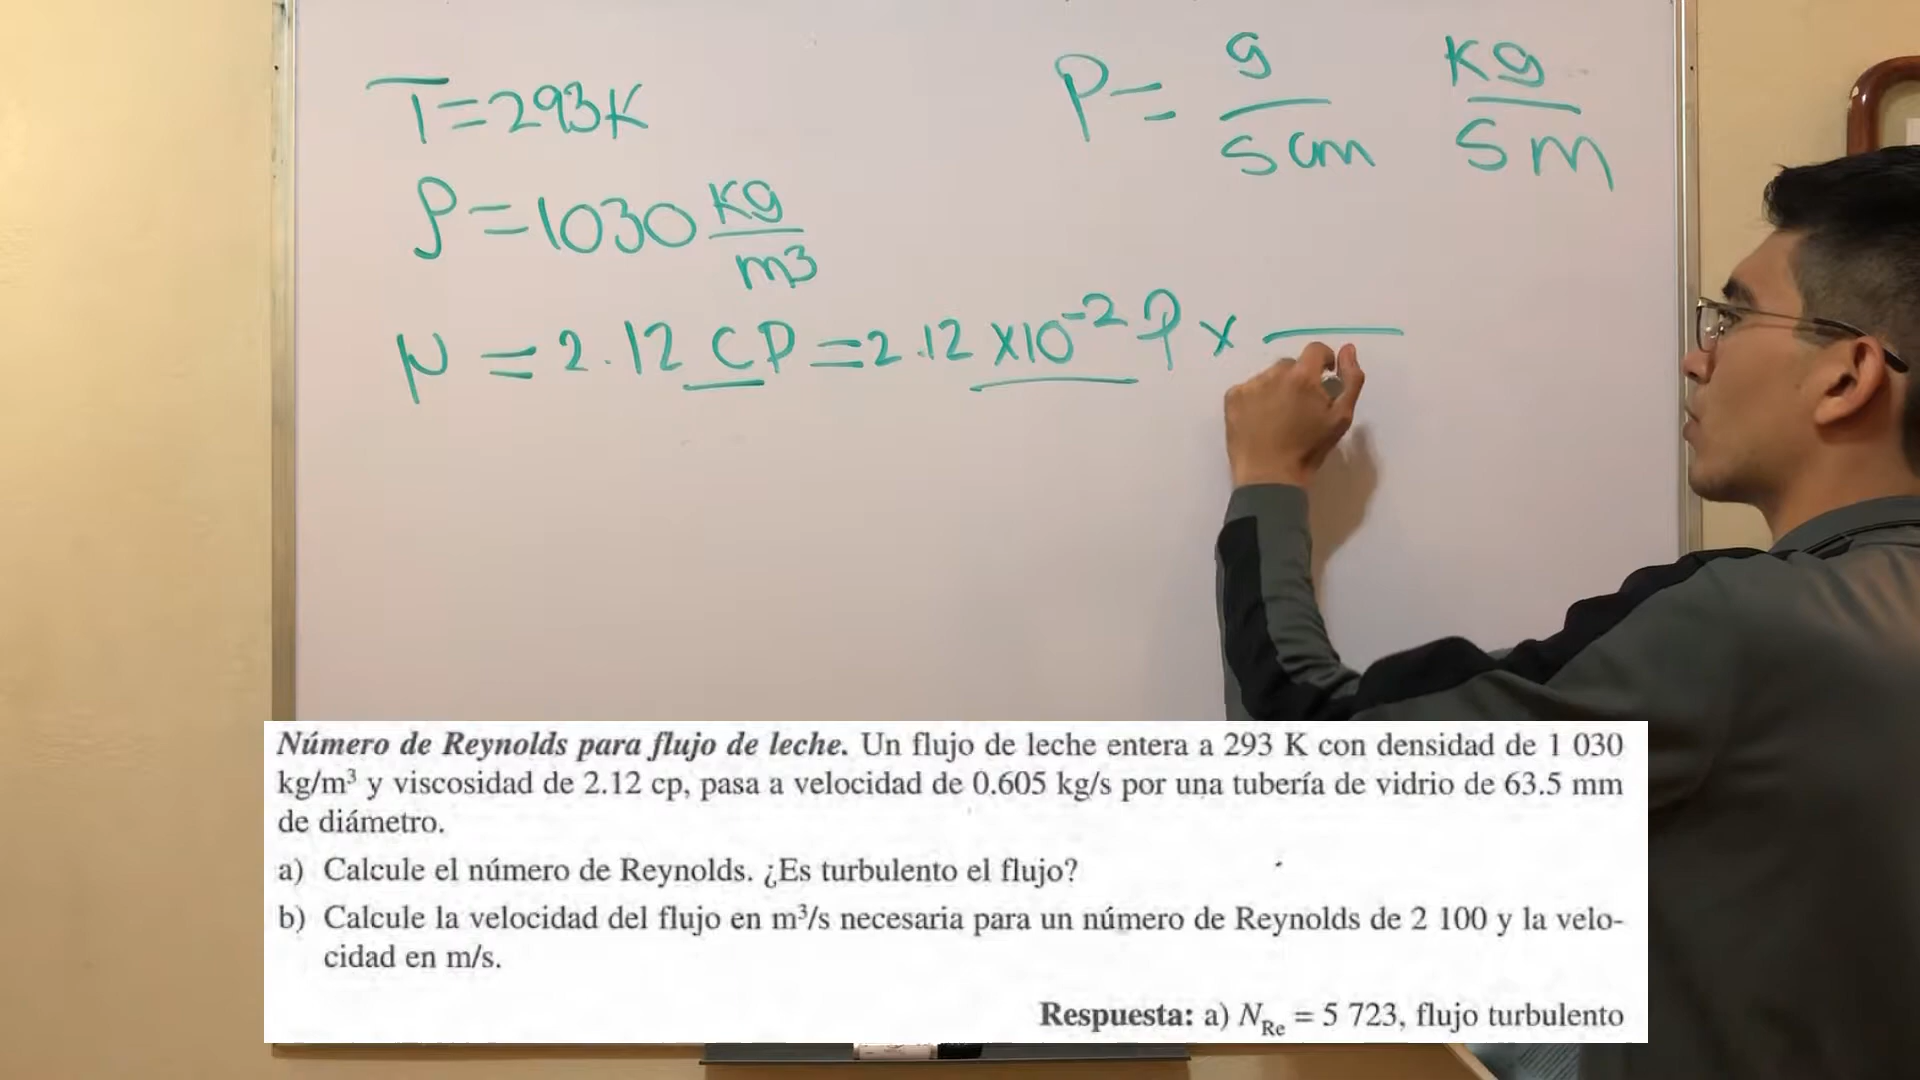 T=293K
ρ=1030 kg/m3
P= g/s cm kg/s m
μ = 2.12 CP=2.12 x10^-2 P x
Número de Reynolds para flujo de leche. Un flujo de leche entera a 293 K con densidad de 1 030
kg/m³ y viscosidad de 2.12 cp, pasa a velocidad de 0.605 kg/s por una tubería de vidrio de 63.5 mm
de diámetro.
a) Calcule el número de Reynolds. ¿Es turbulento el flujo?
b) Calcule la velocidad del flujo en m³/s necesaria para un número de Reynolds de 2 100 y la velo-
cidad en m/s.
Respuesta: a) N_Re = 5 723, flujo turbulento